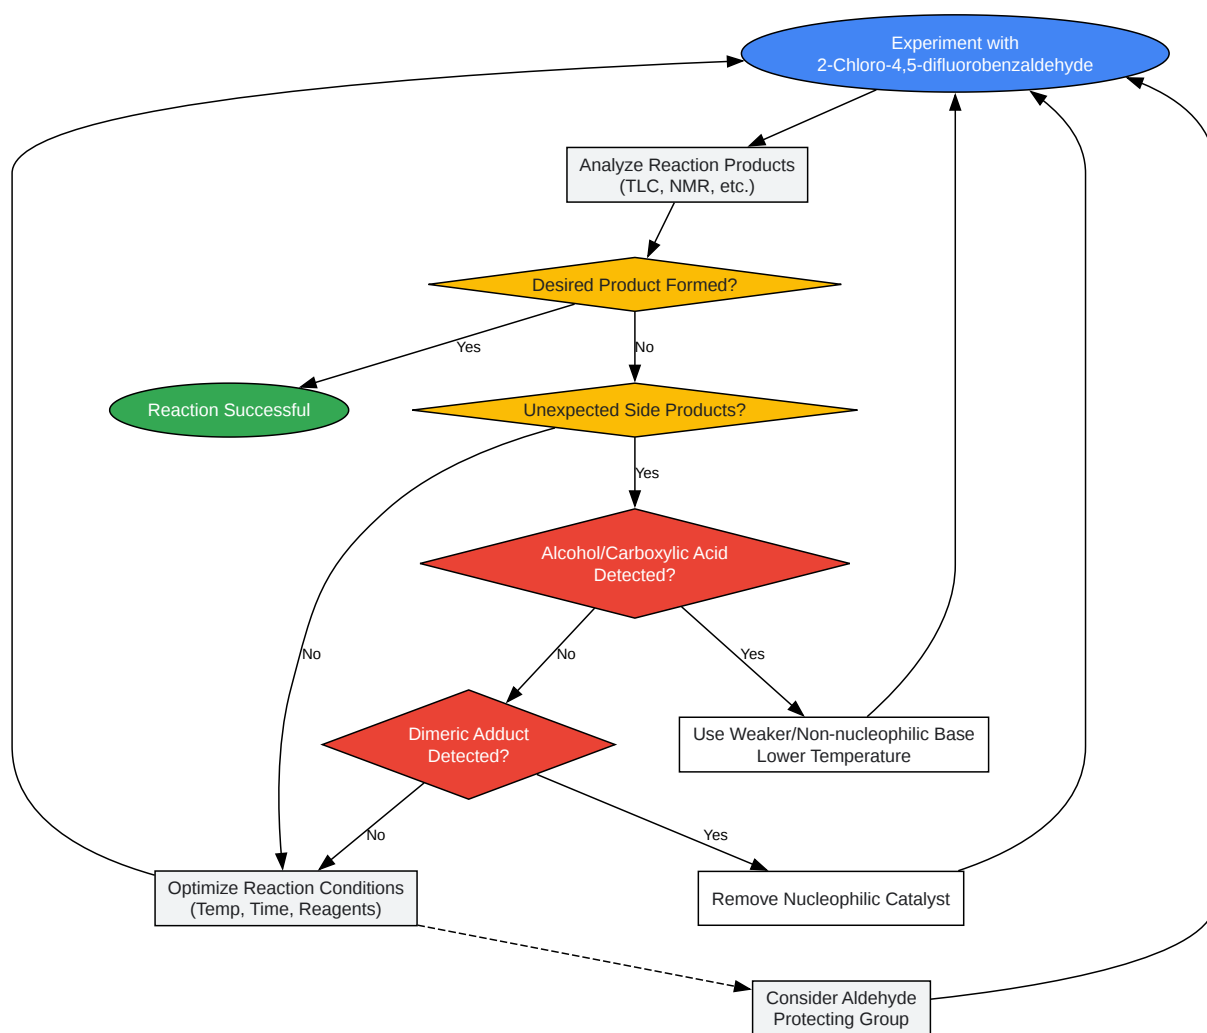 Experiment with
2-Chloro-4,5-difluorobenzaldehyde
Analyze Reaction Products
(TLC, NMR, etc.)
Desired Product Formed?
Yes
No
Reaction Successful
Unexpected Side Products?
Yes
Alcohol/Carboxylic Acid
Detected?
No
No
Yes
Dimeric Adduct
Detected?
Use Weaker/Non-nucleophilic Base
Lower Temperature
No
Yes
Optimize Reaction Conditions
(Temp, Time, Reagents)
Remove Nucleophilic Catalyst
Consider Aldehyde
Protecting Group